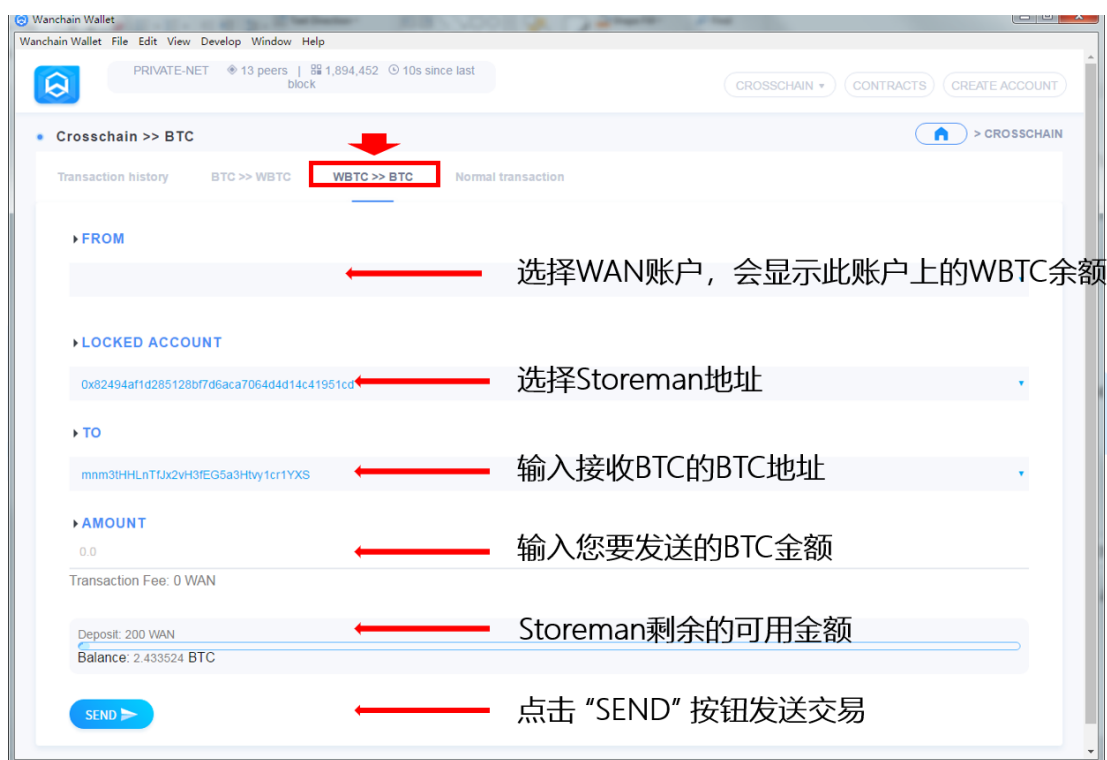 Wanchain Wallet
Wanchain Wallet File Edit View Develop Window Help
PRIVATE-NET 13 peers | 1,894,452 10s since last
block
CROSSCHAIN CONTRACTS CREATE ACCOUNT
Crosschain >> BTC
> CROSSCHAIN
Transaction history BTC >> WBTC WBTC >> BTC Normal transaction
FROM
选择WAN账户，会显示此账户上的WBTC余额
LOCKED ACCOUNT
0x82494af1d285128bf7d6aca7064d4d14c41951cd
选择Storeman地址
TO
mnm3tHHLnTfJx2vH3fEG5a3Htvy1cr1YXS
输入接收BTC的BTC地址
AMOUNT
0.0
输入您要发送的BTC金额
Transaction Fee: 0 WAN
Deposit: 200 WAN
Storeman剩余的可用金额
Balance: 2.433524 BTC
SEND
点击 "SEND" 按钮发送交易